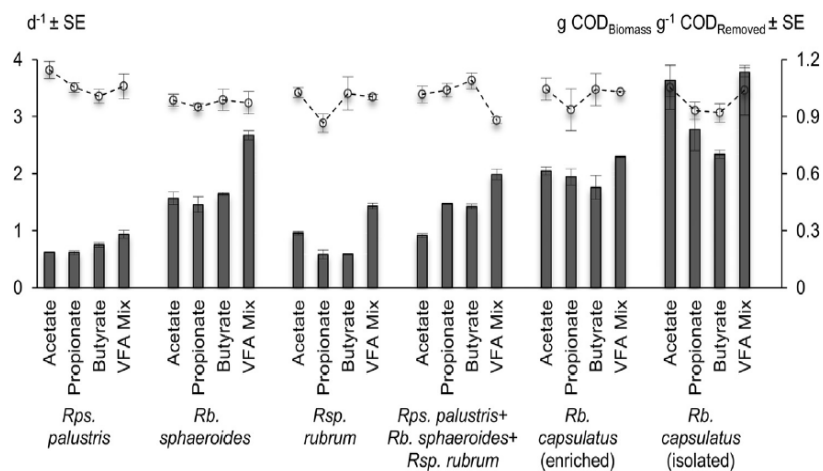 d⁻¹ ± SE
g COD_Biomass g⁻¹ COD_Removed ± SE
4
3
2
1
0
1.2
0.9
0.6
0.3
0
Acetate
Propionate
Butyrate
VFA Mix
Acetate
Propionate
Butyrate
VFA Mix
Acetate
Propionate
Butyrate
VFA Mix
Acetate
Propionate
Butyrate
VFA Mix
Acetate
Propionate
Butyrate
VFA Mix
Acetate
Propionate
Butyrate
VFA Mix
Rps.
palustris
Rb.
sphaeroides
Rsp.
rubrum
Rps. palustris+
Rb. sphaeroides+
Rsp. rubrum
Rb.
capsulatus
(enriched)
Rb.
capsulatus
(isolated)